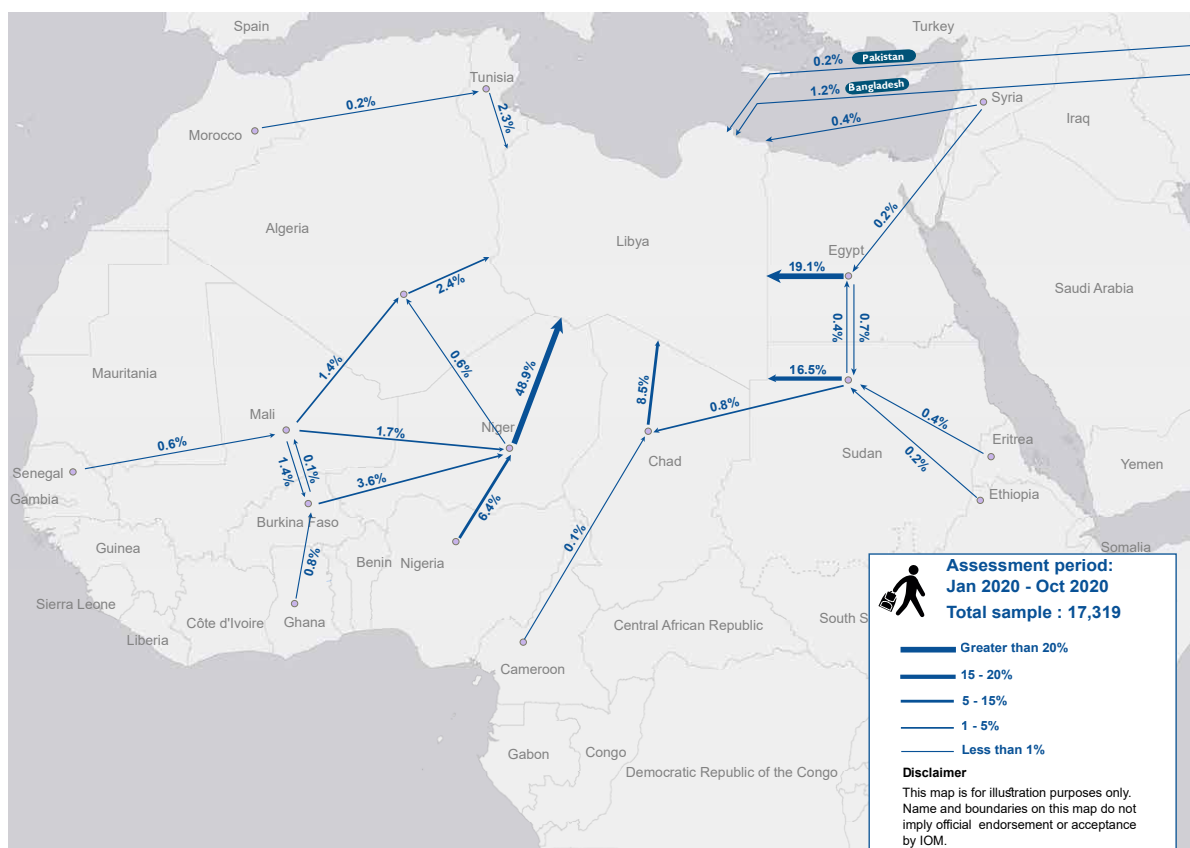 Spain
Turkey
0.2%
Pakistan
Tunisia
1.2%
Bangladesh
Syria
0.2%
2.3%
0.4%
Iraq
Morocco
Algeria
Libya
0.2%
Egypt
19.1%
2.4%
Saudi Arabia
0.4%
0.7%
1.4%
0.6%
48.9%
Mauritania
16.5%
8.5%
0.8%
Mali
0.4%
Niger
1.7%
Eritrea
0.6%
Chad
Sudan
0.2%
Yemen
Senegal
1.4%
0.1%
3.6%
Gambia
Ethiopia
6.4%
Burkina Faso
0.1%
Guinea
Somalia
0.8%
Benin
Nigeria
Sierra Leone
Côte d'Ivoire
Ghana
Central African Republic
South S
Liberia
Cameroon
Gabon
Congo
Democratic Republic of the Congo
Assessment period:
Jan 2020 - Oct 2020
Total sample : 17,319
Greater than 20%
15 - 20%
5 - 15%
1 - 5%
Less than 1%
Disclaimer
This map is for illustration purposes only.
Name and boundaries on this map do not
imply official endorsement or acceptance
by IOM.